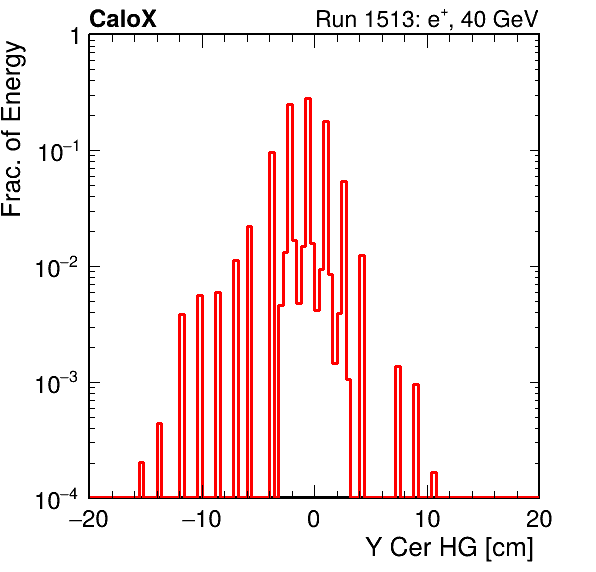 CaloX Run 1513: e⁺, 40 GeV
Frac. of Energy
1
10⁻¹
10⁻²
10⁻³
10⁻⁴
−20 −10 0 10 20
Y Cer HG [cm]